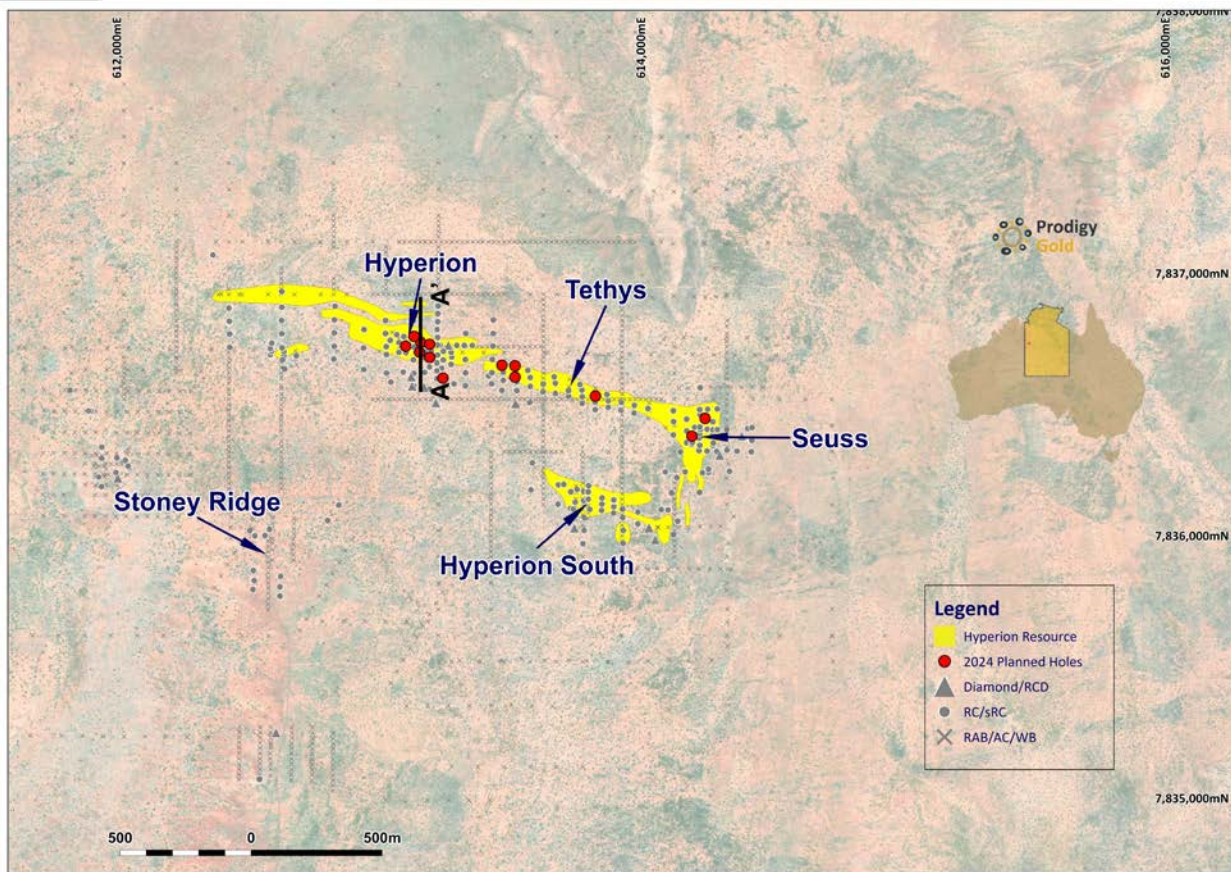 7,838,000mN
612,000mE
614,000mE
616,000mE
Prodigy
Gold
7,837,000mN
Hyperion
A'
Tethys
A
Seuss
Stoney Ridge
7,836,000mN
Hyperion South
Legend
Hyperion Resource
2024 Planned Holes
Diamond/RCD
RC/sRC
RAB/AC/WB
7,835,000mN
500
0
500m